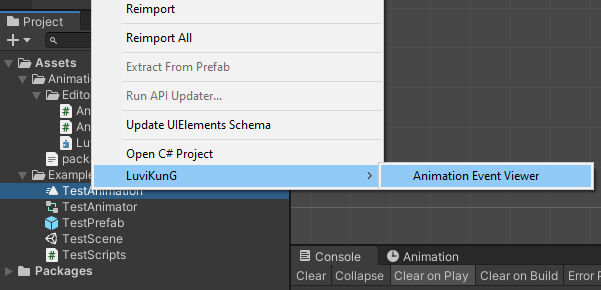 Project
Assets
Animatio
Editor
An
An
Lu
pack
Example
TestAnimation
TestAnimator
TestPrefab
TestScene
TestScripts
Packages
Reimport
Reimport All
Extract From Prefab
Run API Updater...
Update UIElements Schema
Open C# Project
LuviKunG
Animation Event Viewer
Console
Animation
Clear
Collapse
Clear on Play
Clear on Build
Error P